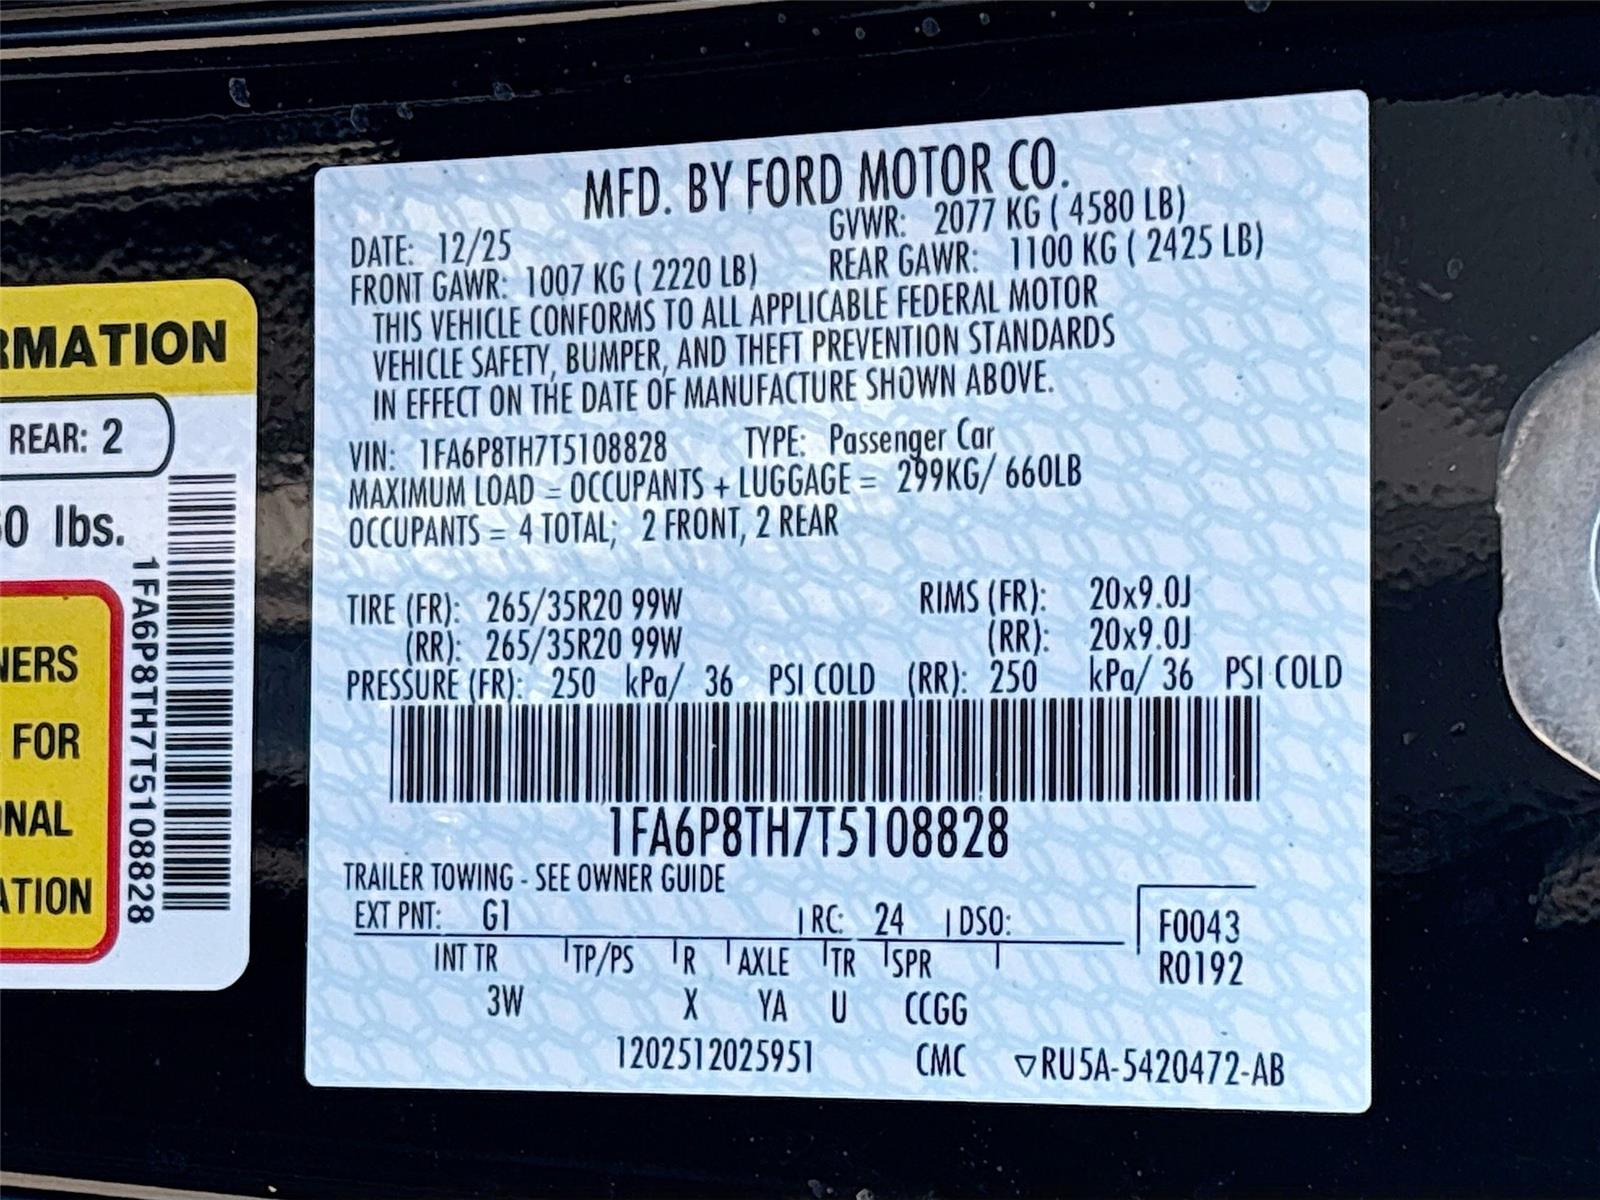 RMATION
REAR: 2
0 lbs.
NERS
FOR
ONAL
ATION
1FA6P8TH7T5108828
MFD. BY FORD MOTOR CO.
DATE: 12/25 GVWR: 2077 KG ( 4580 LB)
FRONT GAWR: 1007 KG ( 2220 LB) REAR GAWR: 1100 KG ( 2425 LB)
THIS VEHICLE CONFORMS TO ALL APPLICABLE FEDERAL MOTOR
VEHICLE SAFETY, BUMPER, AND THEFT PREVENTION STANDARDS
IN EFFECT ON THE DATE OF MANUFACTURE SHOWN ABOVE.
VIN: 1FA6P8TH7T5108828 TYPE: Passenger Car
MAXIMUM LOAD = OCCUPANTS + LUGGAGE = 299KG/ 660LB
OCCUPANTS = 4 TOTAL; 2 FRONT, 2 REAR
TIRE (FR): 265/35R20 99W RIMS (FR): 20x9.0J
(RR): 265/35R20 99W (RR): 20x9.0J
PRESSURE (FR): 250 kPa/ 36 PSI COLD (RR): 250 kPa/ 36 PSI COLD
1FA6P8TH7T5108828
TRAILER TOWING - SEE OWNER GUIDE
EXT PNT: G1 RC: 24 DSO: F0043
INT TR TP/PS R AXLE TR SPR R0192
3W X YA U CCGG
1202512025951 CMC ▽RU5A-5420472-AB